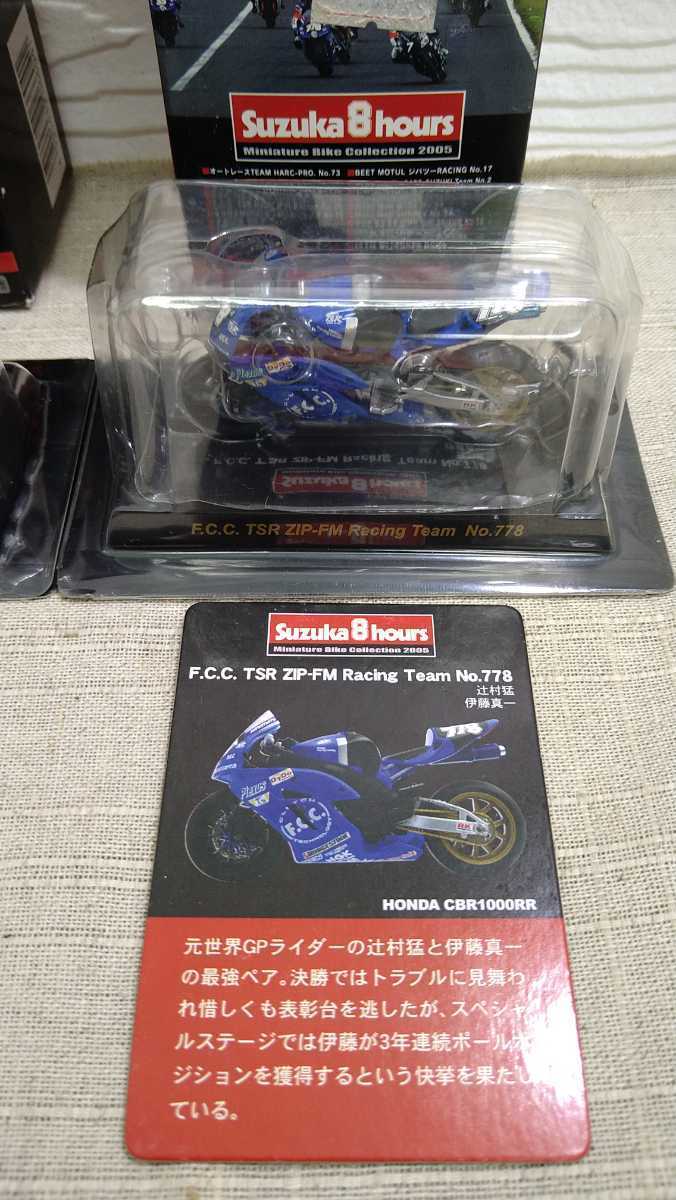 Suzuka 8 hours
Miniature Bike Collection 2005
■オートレースTEAM HARC-PRO. No.73 ■BEET MOTUL ジパツーRACING No.17
SUZUKI Team No.2
F.C.C.
F.C.C. TSR ZIP-FM Racing Team No.778
Suzuka 8 hours
Miniature Bike Collection 2005
F.C.C. TSR ZIP-FM Racing Team No.778
辻村猛
伊藤真一
PLEXUS
DyDo
F.C.C.
RK
HONDA CBR1000RR
元世界GPライダーの辻村猛と伊藤真一
の最強ペア。決勝ではトラブルに見舞わ
れ惜しくも表彰台を逃したが、スペシャ
ルステージでは伊藤が3年連続ポールポ
ジションを獲得するという快挙を果たし
ている。